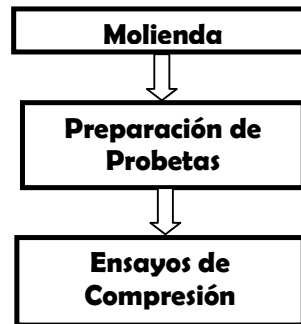 Molienda
Preparación de
Probetas
Ensayos de
Compresión